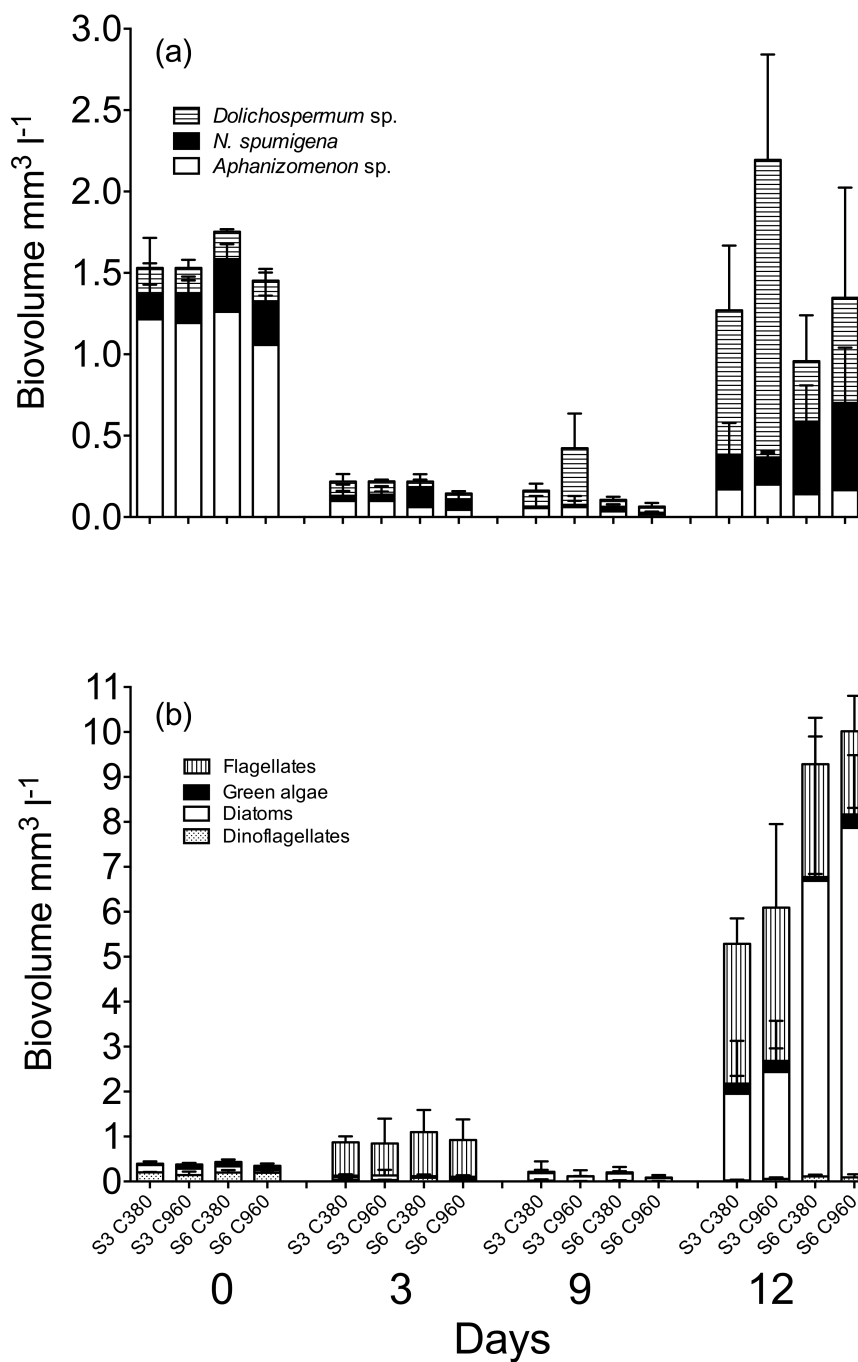 (a)
Dolichospermum sp.
N. spumigena
Aphanizomenon sp.
Biovolume mm³ l⁻¹
3.0
2.5
2.0
1.5
1.0
0.5
0.0
(b)
Flagellates
Green algae
Diatoms
Dinoflagellates
Biovolume mm³ l⁻¹
11
10
9
8
7
6
5
4
3
2
1
0
S3 C380
S3 C960
S6 C380
S6 C960
S3 C380
S3 C960
S6 C380
S6 C960
S3 C380
S3 C960
S6 C380
S6 C960
S3 C380
S3 C960
S6 C380
S6 C960
0 3 9 12
Days